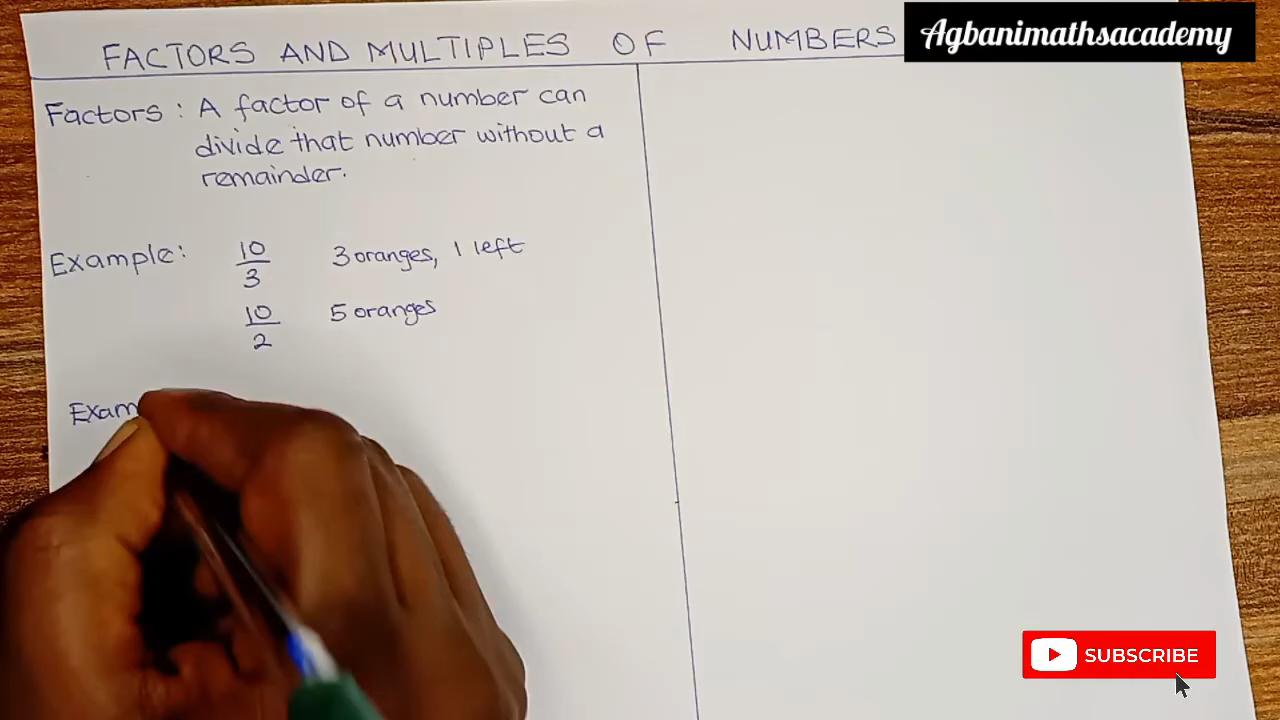 FACTORS AND MULTIPLES OF NUMBERS
Agbanimathsacademy
Factors : A factor of a number can
divide that number without a
remainder.
Example: 10/3 3 oranges, 1 left
10/2 5 oranges
Exam
SUBSCRIBE